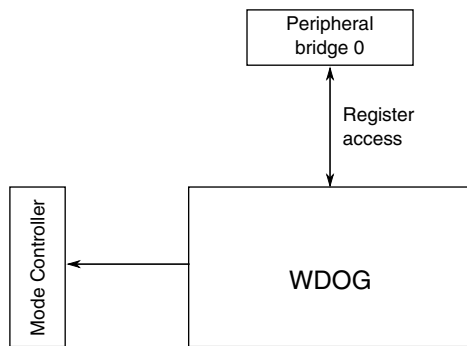 Peripheral
bridge 0
Register
access
Mode Controller
WDOG